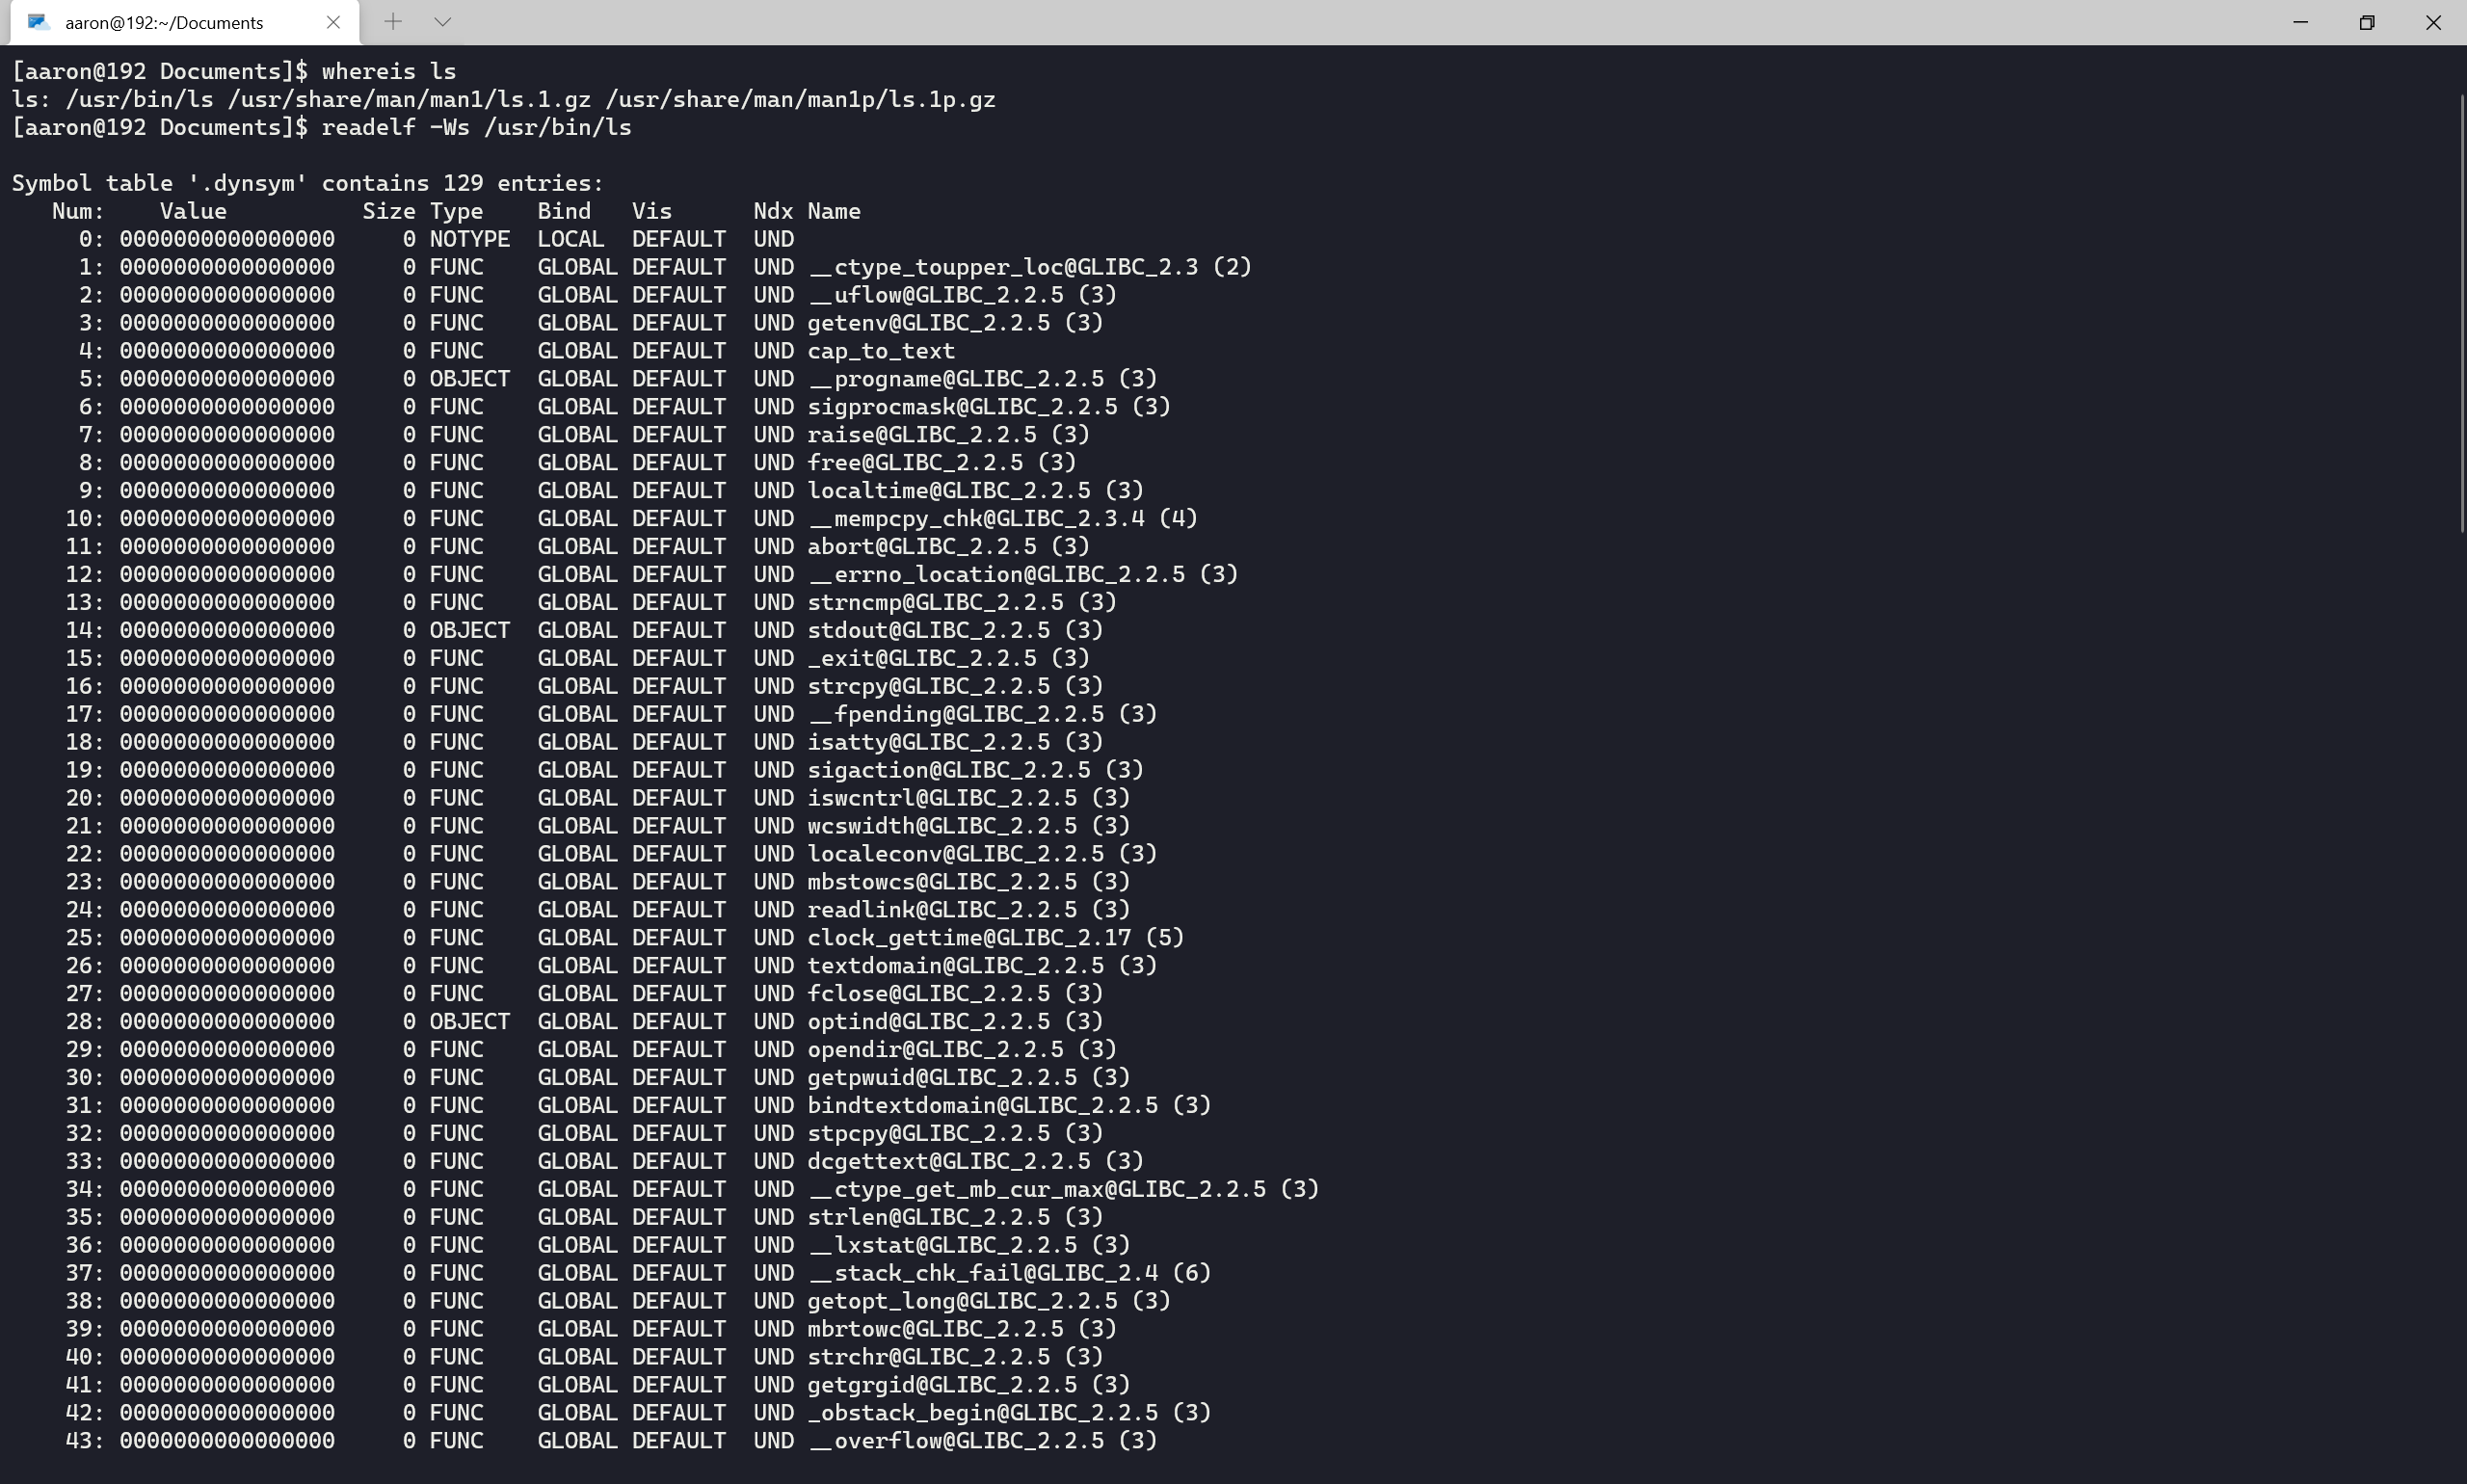 aaron@192:~/Documents
[aaron@192 Documents]$ whereis ls
ls: /usr/bin/ls /usr/share/man/man1/ls.1.gz /usr/share/man/man1p/ls.1p.gz
[aaron@192 Documents]$ readelf -Ws /usr/bin/ls
Symbol table '.dynsym' contains 129 entries:
   Num:    Value          Size Type    Bind   Vis      Ndx Name
     0: 0000000000000000     0 NOTYPE  LOCAL  DEFAULT  UND
     1: 0000000000000000     0 FUNC    GLOBAL DEFAULT  UND __ctype_toupper_loc@GLIBC_2.3 (2)
     2: 0000000000000000     0 FUNC    GLOBAL DEFAULT  UND __uflow@GLIBC_2.2.5 (3)
     3: 0000000000000000     0 FUNC    GLOBAL DEFAULT  UND getenv@GLIBC_2.2.5 (3)
     4: 0000000000000000     0 FUNC    GLOBAL DEFAULT  UND cap_to_text
     5: 0000000000000000     0 OBJECT  GLOBAL DEFAULT  UND __progname@GLIBC_2.2.5 (3)
     6: 0000000000000000     0 FUNC    GLOBAL DEFAULT  UND sigprocmask@GLIBC_2.2.5 (3)
     7: 0000000000000000     0 FUNC    GLOBAL DEFAULT  UND raise@GLIBC_2.2.5 (3)
     8: 0000000000000000     0 FUNC    GLOBAL DEFAULT  UND free@GLIBC_2.2.5 (3)
     9: 0000000000000000     0 FUNC    GLOBAL DEFAULT  UND localtime@GLIBC_2.2.5 (3)
    10: 0000000000000000     0 FUNC    GLOBAL DEFAULT  UND __mempcpy_chk@GLIBC_2.3.4 (4)
    11: 0000000000000000     0 FUNC    GLOBAL DEFAULT  UND abort@GLIBC_2.2.5 (3)
    12: 0000000000000000     0 FUNC    GLOBAL DEFAULT  UND __errno_location@GLIBC_2.2.5 (3)
    13: 0000000000000000     0 FUNC    GLOBAL DEFAULT  UND strncmp@GLIBC_2.2.5 (3)
    14: 0000000000000000     0 OBJECT  GLOBAL DEFAULT  UND stdout@GLIBC_2.2.5 (3)
    15: 0000000000000000     0 FUNC    GLOBAL DEFAULT  UND _exit@GLIBC_2.2.5 (3)
    16: 0000000000000000     0 FUNC    GLOBAL DEFAULT  UND strcpy@GLIBC_2.2.5 (3)
    17: 0000000000000000     0 FUNC    GLOBAL DEFAULT  UND __fpending@GLIBC_2.2.5 (3)
    18: 0000000000000000     0 FUNC    GLOBAL DEFAULT  UND isatty@GLIBC_2.2.5 (3)
    19: 0000000000000000     0 FUNC    GLOBAL DEFAULT  UND sigaction@GLIBC_2.2.5 (3)
    20: 0000000000000000     0 FUNC    GLOBAL DEFAULT  UND iswcntrl@GLIBC_2.2.5 (3)
    21: 0000000000000000     0 FUNC    GLOBAL DEFAULT  UND wcswidth@GLIBC_2.2.5 (3)
    22: 0000000000000000     0 FUNC    GLOBAL DEFAULT  UND localeconv@GLIBC_2.2.5 (3)
    23: 0000000000000000     0 FUNC    GLOBAL DEFAULT  UND mbstowcs@GLIBC_2.2.5 (3)
    24: 0000000000000000     0 FUNC    GLOBAL DEFAULT  UND readlink@GLIBC_2.2.5 (3)
    25: 0000000000000000     0 FUNC    GLOBAL DEFAULT  UND clock_gettime@GLIBC_2.17 (5)
    26: 0000000000000000     0 FUNC    GLOBAL DEFAULT  UND textdomain@GLIBC_2.2.5 (3)
    27: 0000000000000000     0 FUNC    GLOBAL DEFAULT  UND fclose@GLIBC_2.2.5 (3)
    28: 0000000000000000     0 OBJECT  GLOBAL DEFAULT  UND optind@GLIBC_2.2.5 (3)
    29: 0000000000000000     0 FUNC    GLOBAL DEFAULT  UND opendir@GLIBC_2.2.5 (3)
    30: 0000000000000000     0 FUNC    GLOBAL DEFAULT  UND getpwuid@GLIBC_2.2.5 (3)
    31: 0000000000000000     0 FUNC    GLOBAL DEFAULT  UND bindtextdomain@GLIBC_2.2.5 (3)
    32: 0000000000000000     0 FUNC    GLOBAL DEFAULT  UND stpcpy@GLIBC_2.2.5 (3)
    33: 0000000000000000     0 FUNC    GLOBAL DEFAULT  UND dcgettext@GLIBC_2.2.5 (3)
    34: 0000000000000000     0 FUNC    GLOBAL DEFAULT  UND __ctype_get_mb_cur_max@GLIBC_2.2.5 (3)
    35: 0000000000000000     0 FUNC    GLOBAL DEFAULT  UND strlen@GLIBC_2.2.5 (3)
    36: 0000000000000000     0 FUNC    GLOBAL DEFAULT  UND __lxstat@GLIBC_2.2.5 (3)
    37: 0000000000000000     0 FUNC    GLOBAL DEFAULT  UND __stack_chk_fail@GLIBC_2.4 (6)
    38: 0000000000000000     0 FUNC    GLOBAL DEFAULT  UND getopt_long@GLIBC_2.2.5 (3)
    39: 0000000000000000     0 FUNC    GLOBAL DEFAULT  UND mbrtowc@GLIBC_2.2.5 (3)
    40: 0000000000000000     0 FUNC    GLOBAL DEFAULT  UND strchr@GLIBC_2.2.5 (3)
    41: 0000000000000000     0 FUNC    GLOBAL DEFAULT  UND getgrgid@GLIBC_2.2.5 (3)
    42: 0000000000000000     0 FUNC    GLOBAL DEFAULT  UND _obstack_begin@GLIBC_2.2.5 (3)
    43: 0000000000000000     0 FUNC    GLOBAL DEFAULT  UND __overflow@GLIBC_2.2.5 (3)